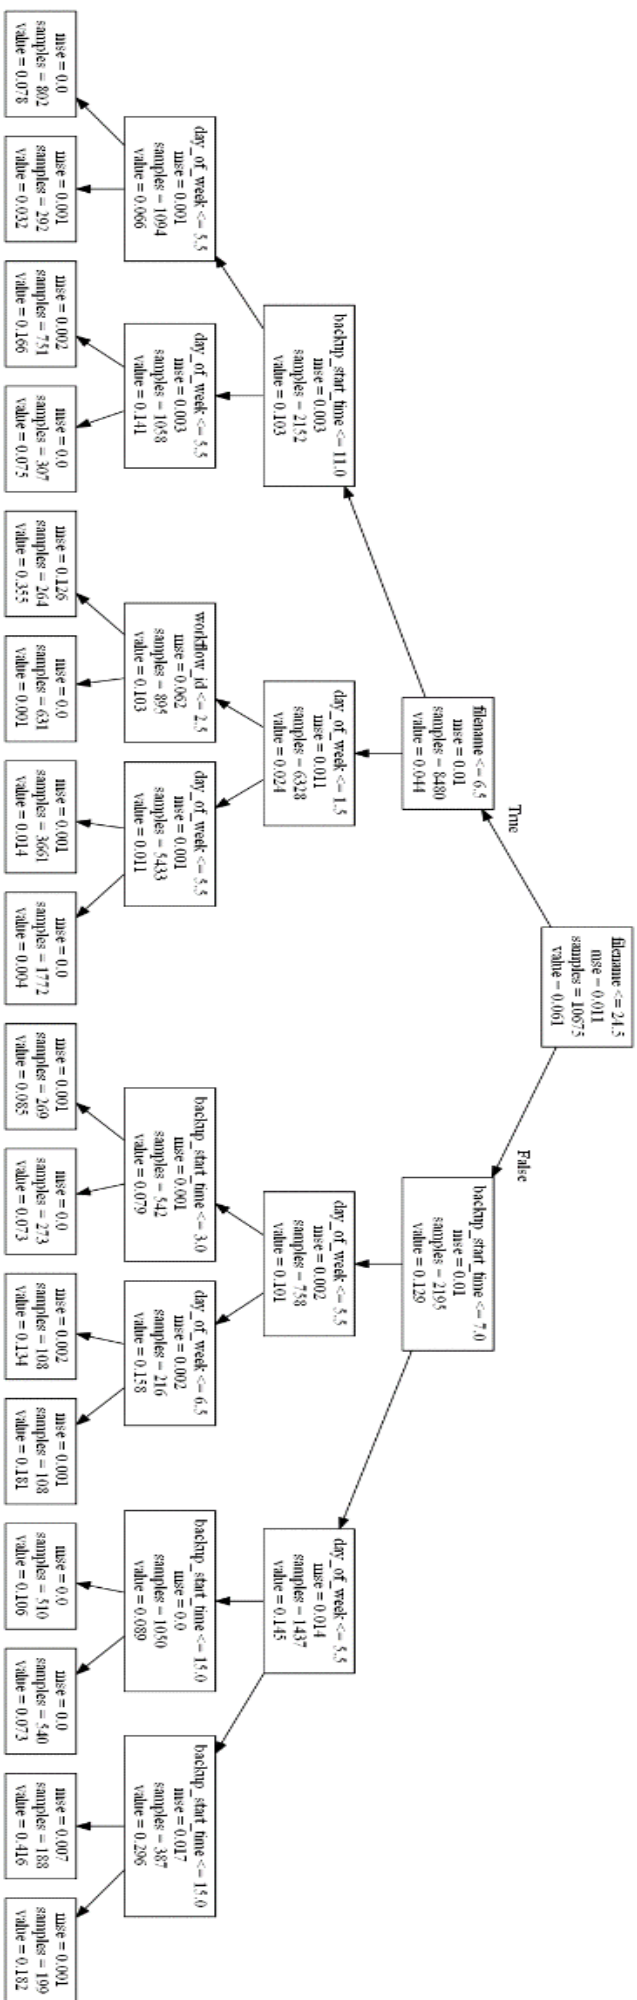 filename <= 24.5
mse = 0.011
samples = 10675
value = 0.061
True
False
filename <= 6.5
mse = 0.01
samples = 8480
value = 0.044
backup_start_time <= 7.0
mse = 0.01
samples = 2195
value = 0.129
backup_start_time <= 11.0
mse = 0.003
samples = 2152
value = 0.103
day_of_week <= 1.5
mse = 0.011
samples = 6328
value = 0.024
day_of_week <= 5.5
mse = 0.002
samples = 758
value = 0.101
day_of_week <= 5.5
mse = 0.014
samples = 1437
value = 0.145
day_of_week <= 5.5
mse = 0.001
samples = 1094
value = 0.066
day_of_week <= 5.5
mse = 0.003
samples = 1058
value = 0.141
workflow_id <= 2.5
mse = 0.062
samples = 895
value = 0.103
day_of_week <= 5.5
mse = 0.001
samples = 5433
value = 0.011
backup_start_time <= 3.0
mse = 0.001
samples = 542
value = 0.079
day_of_week <= 6.5
mse = 0.002
samples = 216
value = 0.158
backup_start_time <= 15.0
mse = 0.0
samples = 1050
value = 0.089
backup_start_time <= 15.0
mse = 0.017
samples = 387
value = 0.296
mse = 0.0
samples = 802
value = 0.078
mse = 0.001
samples = 292
value = 0.032
mse = 0.002
samples = 751
value = 0.166
mse = 0.0
samples = 307
value = 0.075
mse = 0.126
samples = 264
value = 0.355
mse = 0.0
samples = 631
value = 0.001
mse = 0.001
samples = 3661
value = 0.014
mse = 0.0
samples = 1772
value = 0.004
mse = 0.001
samples = 269
value = 0.085
mse = 0.0
samples = 273
value = 0.073
mse = 0.002
samples = 108
value = 0.134
mse = 0.001
samples = 108
value = 0.181
mse = 0.0
samples = 510
value = 0.106
mse = 0.0
samples = 540
value = 0.073
mse = 0.007
samples = 188
value = 0.416
mse = 0.001
samples = 199
value = 0.182